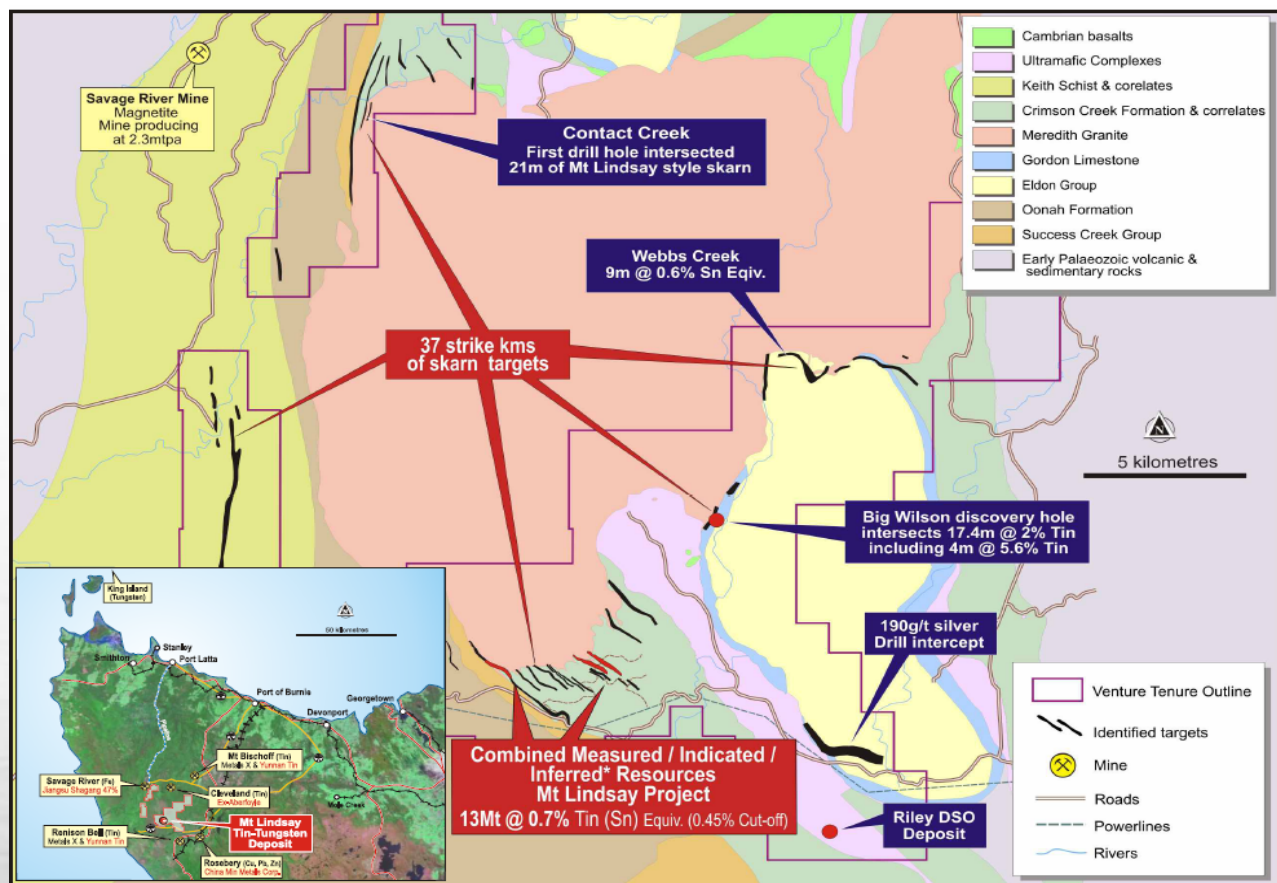 Savage River Mine
Magnetite
Mine producing
at 2.3mtpa
Contact Creek
First drill hole intersected
21m of Mt Lindsay style skarn
Webbs Creek
9m @ 0.6% Sn Eqiv.
37 strike kms
of skarn targets
Big Wilson discovery hole
intersects 17.4m @ 2% Tin
including 4m @ 5.6% Tin
190g/t silver
Drill intercept
Combined Measured / Indicated /
Inferred* Resources
Mt Lindsay Project
13Mt @ 0.7% Tin (Sn) Equiv. (0.45% Cut-off)
Riley DSO
Deposit
Cambrian basalts
Ultramafic Complexes
Keith Schist & corelates
Crimson Creek Formation & correlates
Meredith Granite
Gordon Limestone
Eldon Group
Oonah Formation
Success Creek Group
Early Palaeozoic volcanic &
sedimentary rocks
N
5 kilometres
Venture Tenure Outline
Identified targets
Mine
Roads
Powerlines
Rivers
King Island
(Tungsten)
50 kilometres
Stanley
Smithton
Port Latta
Port of Burnie
Georgetown
Devonport
Mt Bischoff (Tin)
Metals X & Yunnan Tin
Savage River (Fe)
Jiangsu Shagang 47%
Cleveland (Tin)
Ex-Aberfoyle
Mole Creek
Mt Lindsay
Tin-Tungsten
Deposit
Renison Bell (Tin)
Metals X & Yunnan Tin
Rosebery (Cu, Pb, Zn)
China Min Metals Corp.